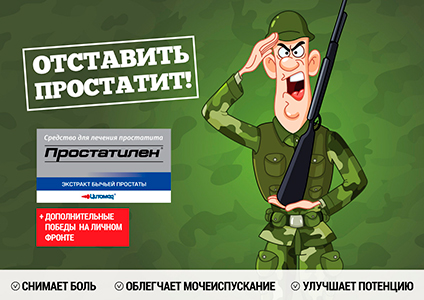 ОТСТАВИТЬ
ПРОСТАТИТ!
Средство для лечения простатита
Простатилен®
ЭКСТРАКТ БЫЧЬЕЙ ПРОСТАТЫ
Цитомед
+ ДОПОЛНИТЕЛЬНЫЕ
ПОБЕДЫ НА ЛИЧНОМ
ФРОНТЕ
СНИМАЕТ БОЛЬ ОБЛЕГЧАЕТ МОЧЕИСПУСКАНИЕ УЛУЧШАЕТ ПОТЕНЦИЮ